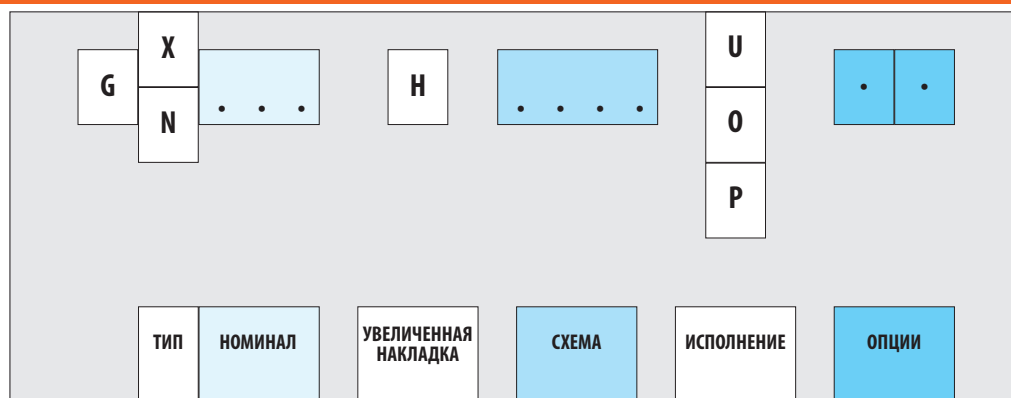 X
G
N
. . .
H
. . . .
U
O
P
. .
ТИП
НОМИНАЛ
УВЕЛИЧЕННАЯ
НАКЛАДКА
СХЕМА
ИСПОЛНЕНИЕ
ОПЦИИ